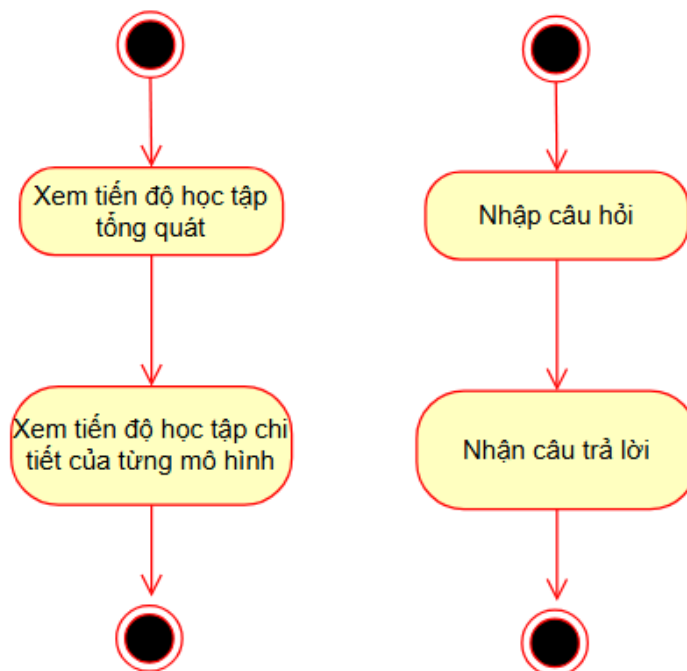 Xem tiến độ học tập
tổng quát
Nhập câu hỏi
Xem tiến độ học tập chi
tiết của từng mô hình
Nhận câu trả lời